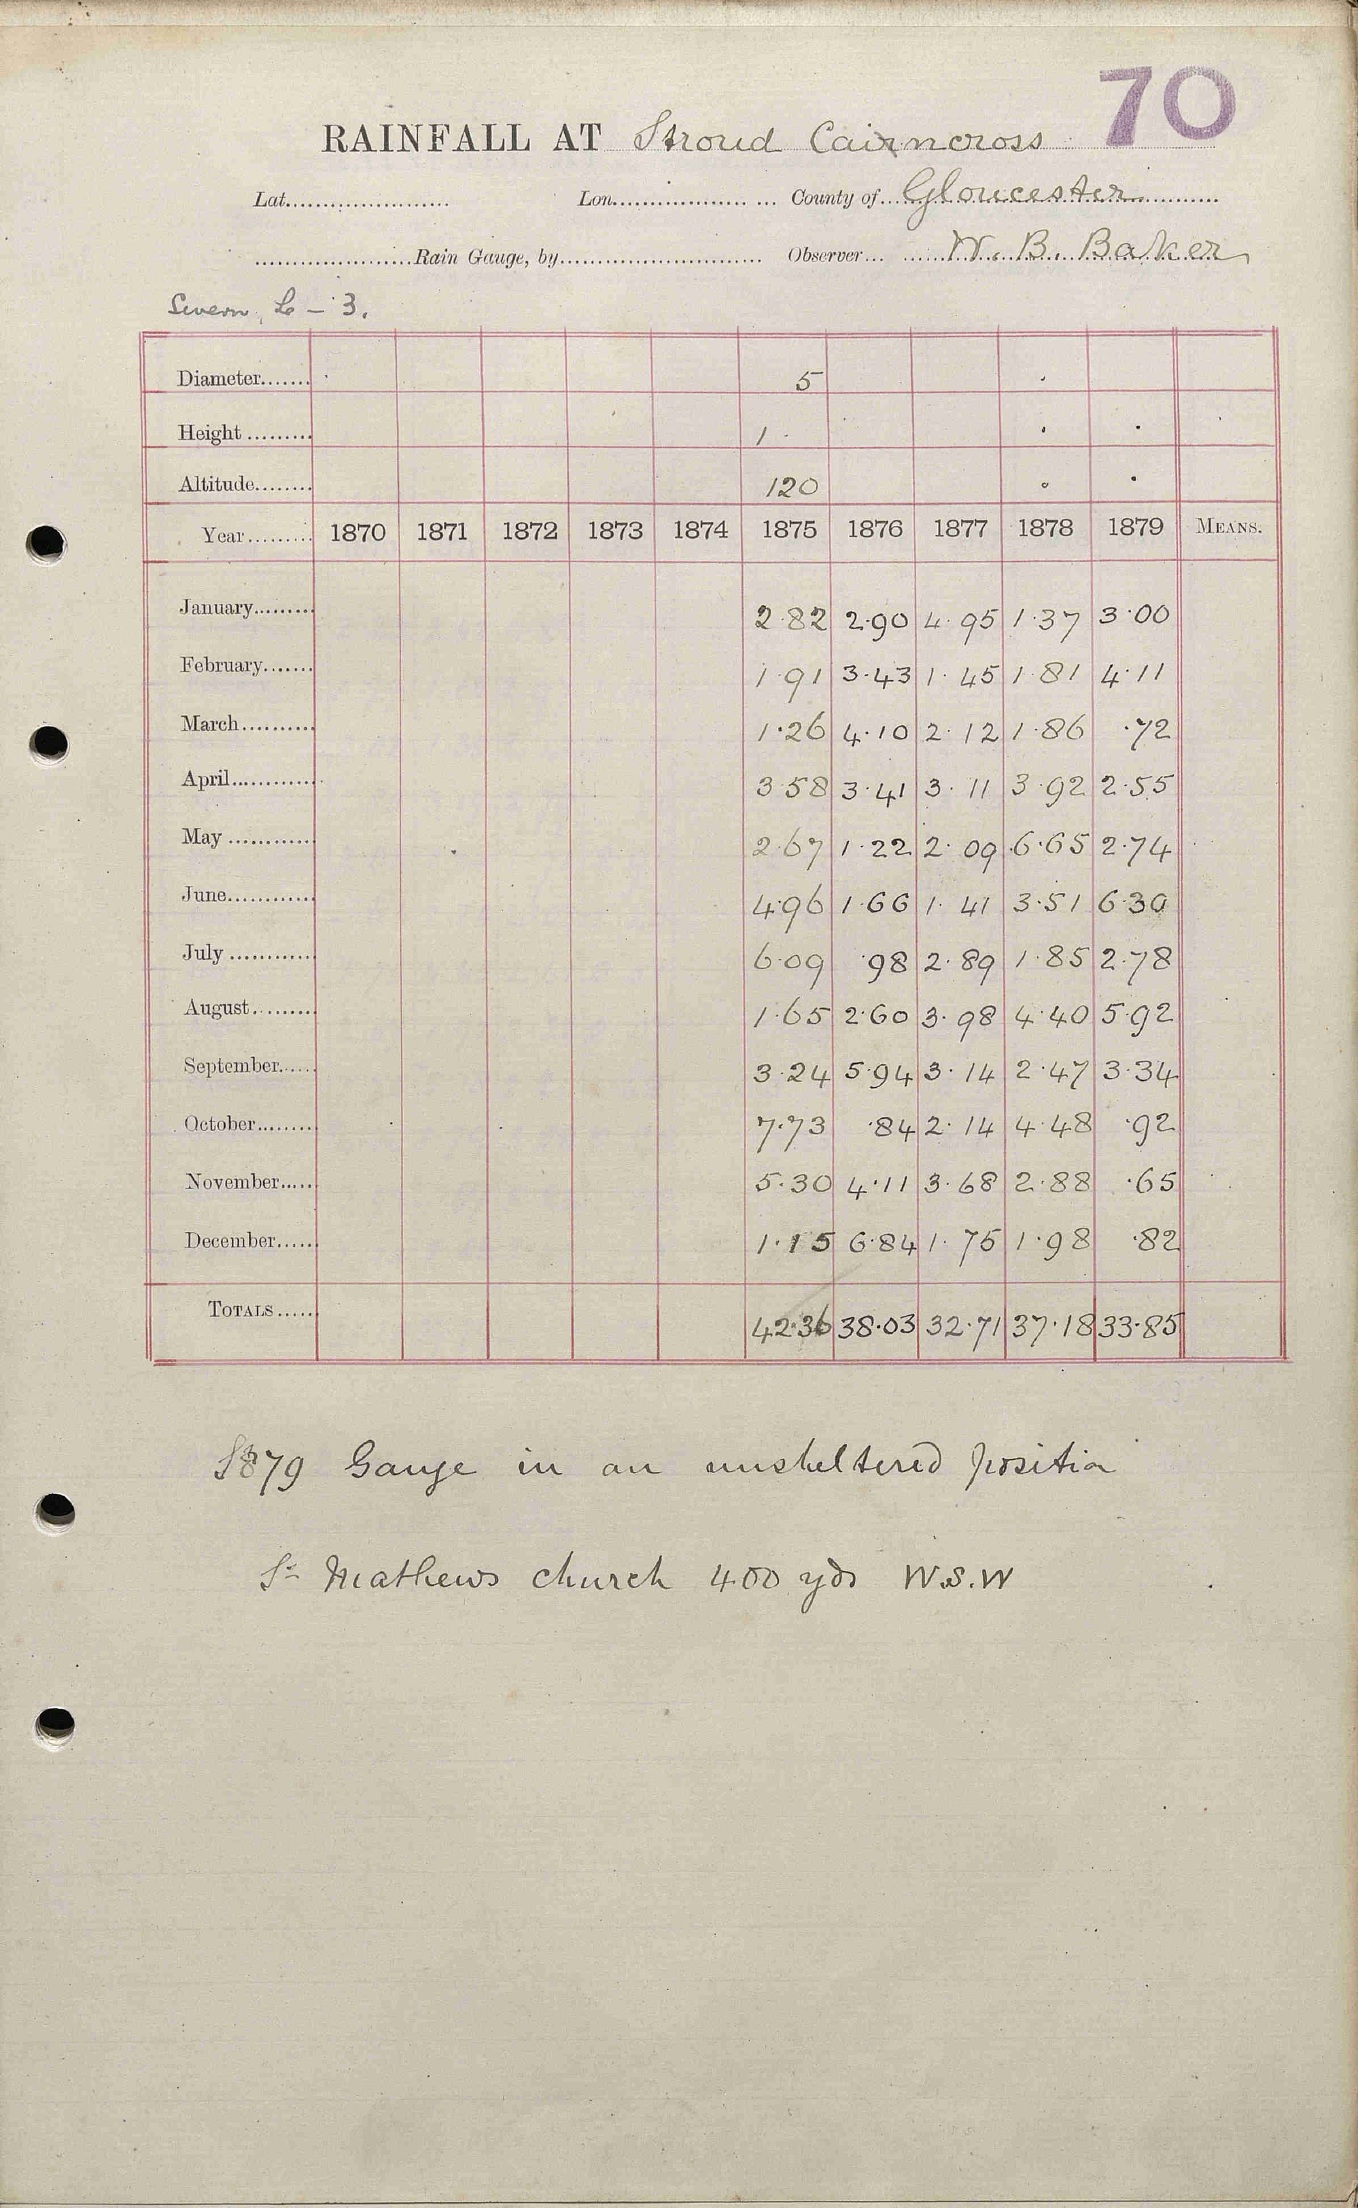 70
RAINFALL AT Stroud Cairncross
Lat. Lon. County of Gloucester
Rain Gauge, by Observer W. B. Baker
Severn, L - 3.
Diameter 5
Height 1
Altitude 120
Year 1870 1871 1872 1873 1874 1875 1876 1877 1878 1879 MEANS.
January 2.82 2.90 4.95 1.37 3.00
February 1.91 3.43 1.45 1.81 4.11
March 1.26 4.10 2.12 1.86 .72
April 3.58 3.41 3.11 3.92 2.55
May 2.67 1.22 2.09 6.65 2.74
June 4.96 1.66 1.41 3.51 6.30
July 6.09 .98 2.89 1.85 2.78
August 1.65 2.60 3.98 4.40 5.92
September 3.24 5.94 3.14 2.47 3.34
October 7.73 .84 2.14 4.48 .92
November 5.30 4.11 3.68 2.88 .65
December 1.15 6.84 1.75 1.98 .82
TOTALS 42.36 38.03 32.71 37.18 33.85
1879 Gauge in an unsheltered position
St Mathews church 400 yds W.S.W